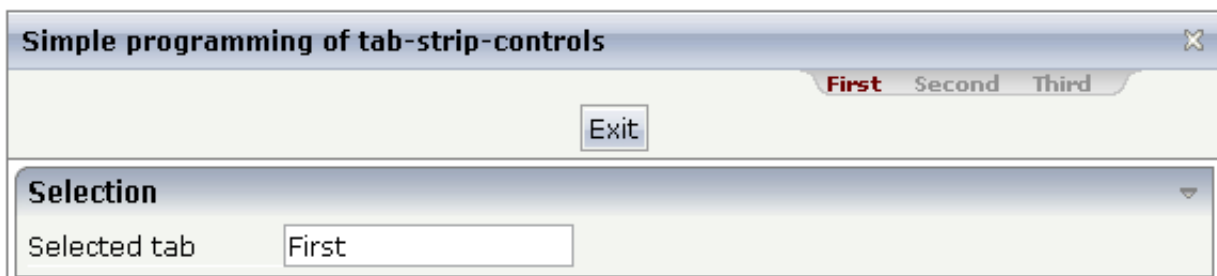 Simple programming of tab-strip-controls
First Second Third
Exit
Selection
Selected tab First